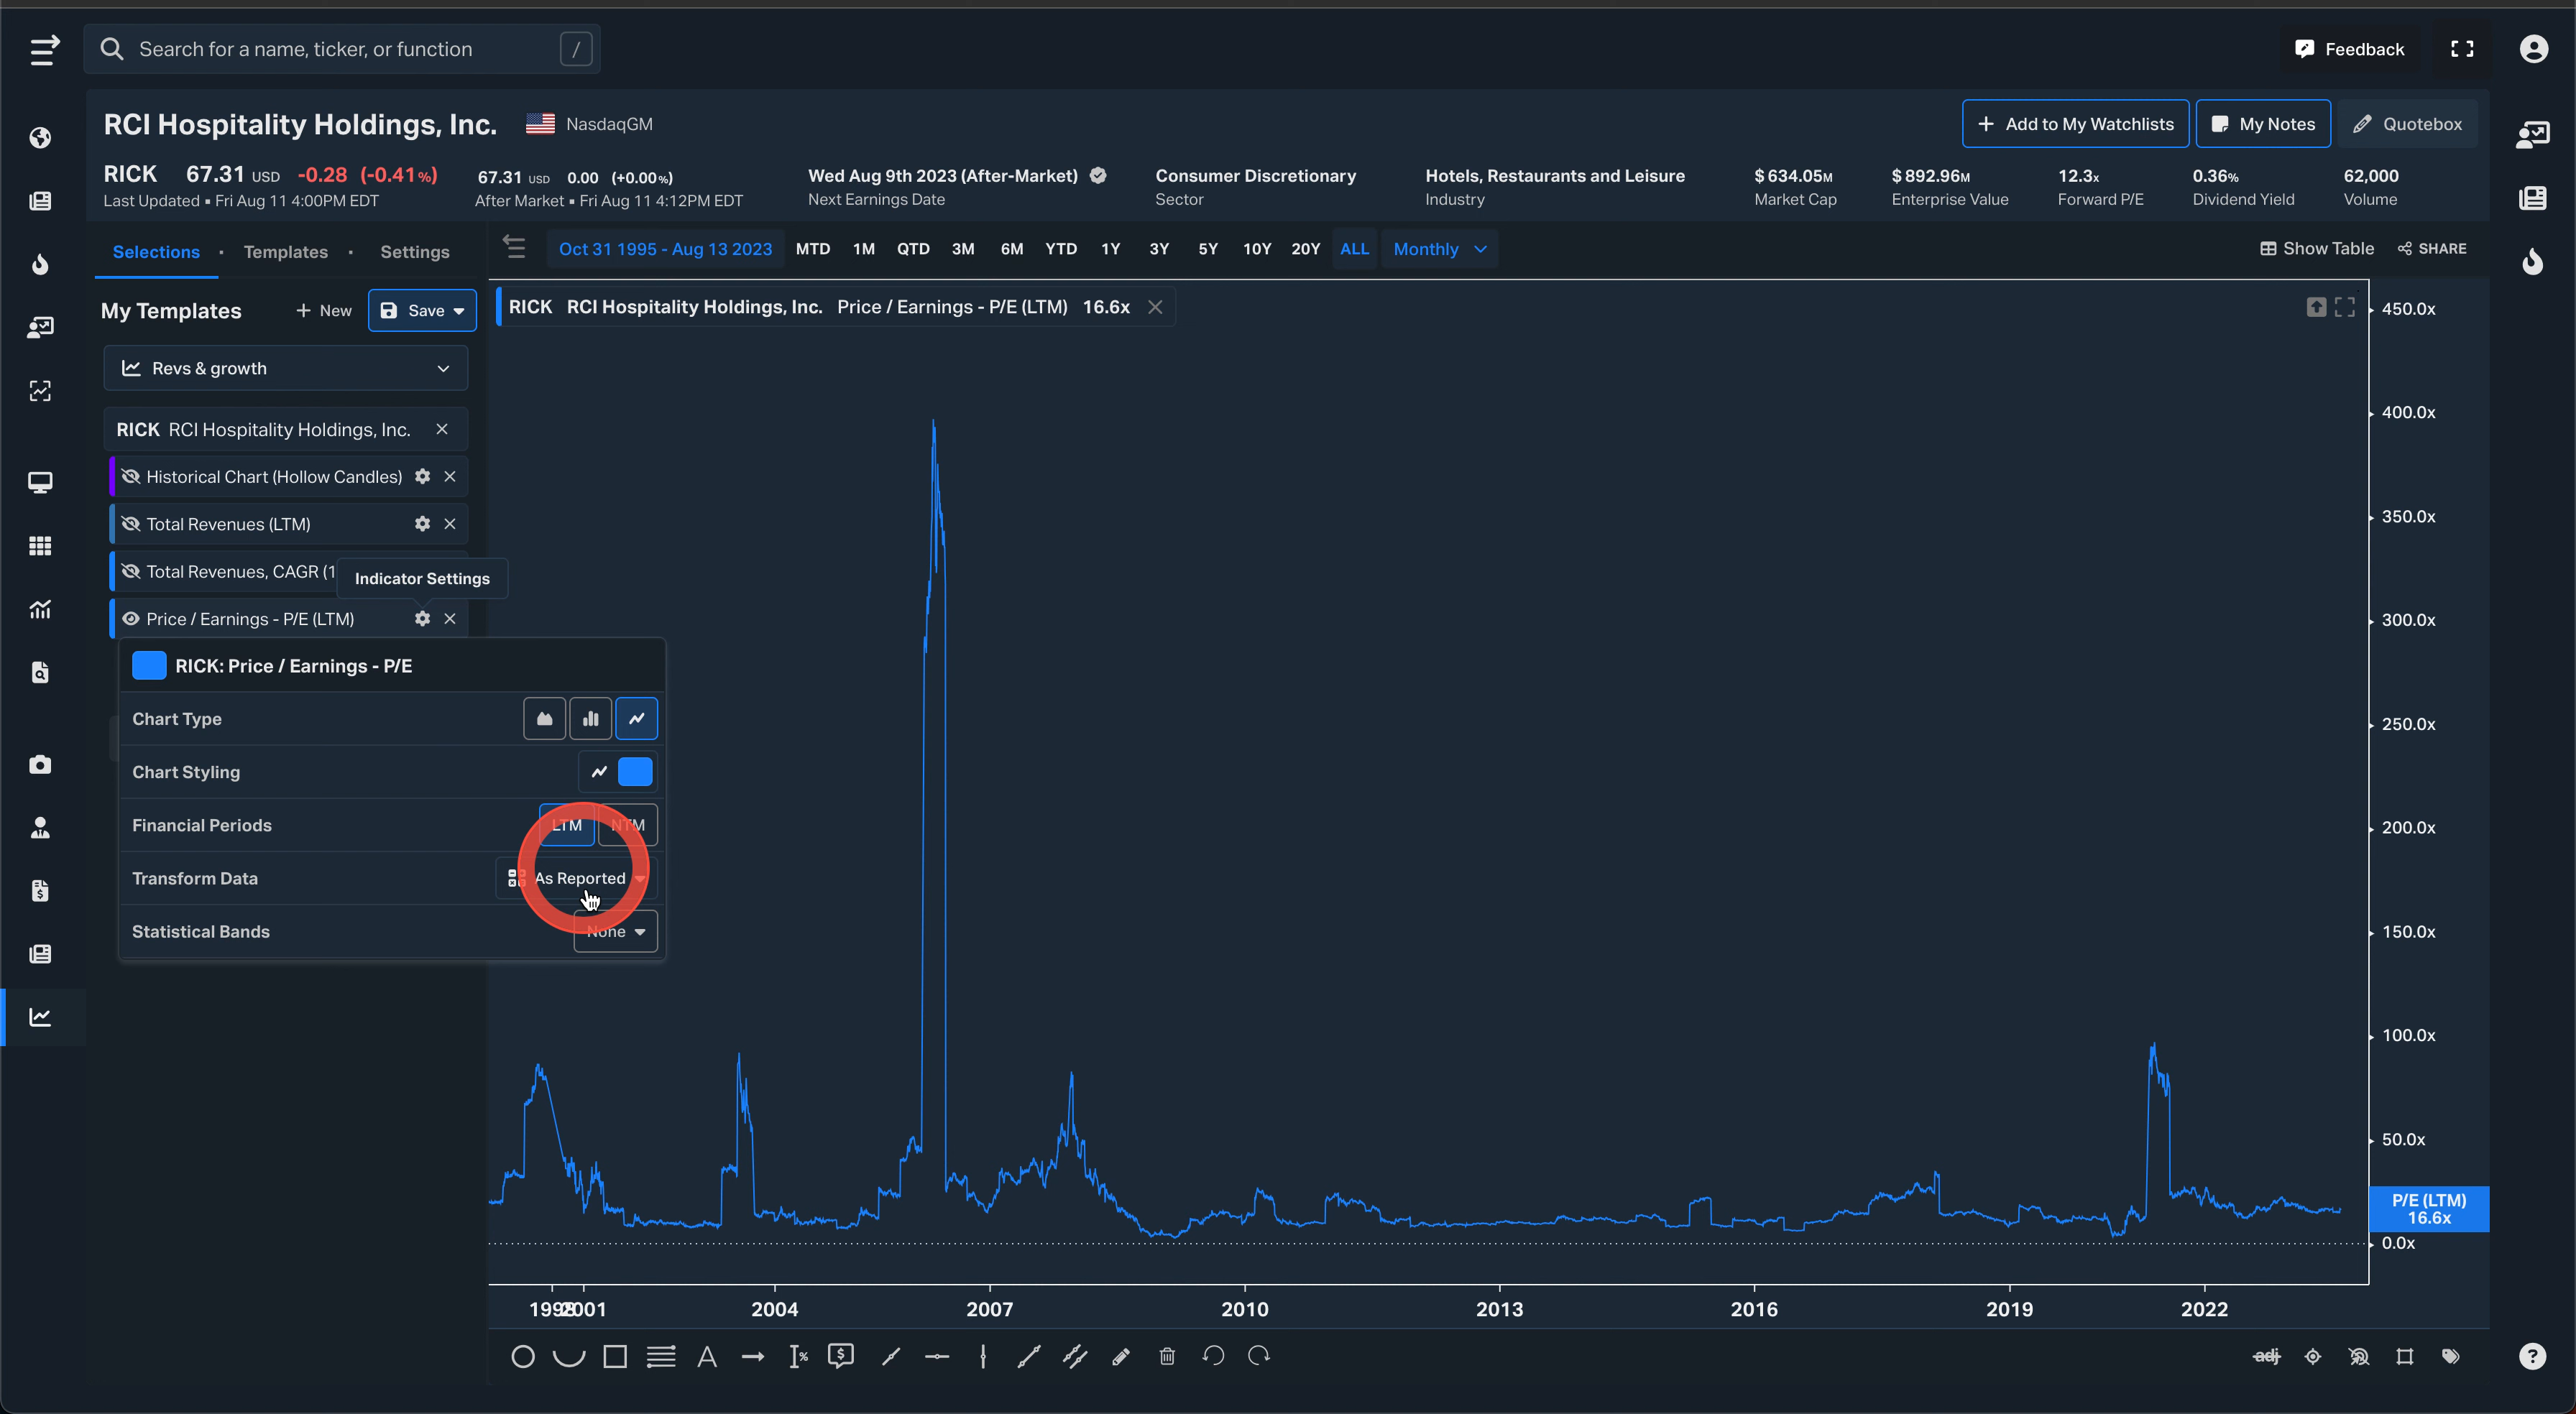 Search for a name, ticker, or function /
Feedback
RCI Hospitality Holdings, Inc. NasdaqGM
+ Add to My Watchlists My Notes Quotebox
RICK 67.31 USD -0.28 (-0.41%) 67.31 USD 0.00 (+0.00%) Wed Aug 9th 2023 (After-Market) Consumer Discretionary Hotels, Restaurants and Leisure $634.05M $892.96M 12.3x 0.36% 62,000
Last Updated ▪ Fri Aug 11 4:00PM EDT After Market ▪ Fri Aug 11 4:12PM EDT Next Earnings Date Sector Industry Market Cap Enterprise Value Forward P/E Dividend Yield Volume
Selections · Templates · Settings
Oct 31 1995 - Aug 13 2023 MTD 1M QTD 3M 6M YTD 1Y 3Y 5Y 10Y 20Y ALL Monthly Show Table SHARE
My Templates + New Save
RICK RCI Hospitality Holdings, Inc. Price / Earnings - P/E (LTM) 16.6x
Revs & growth
RICK RCI Hospitality Holdings, Inc.
Historical Chart (Hollow Candles)
Total Revenues (LTM)
Total Revenues, CAGR (1
Indicator Settings
Price / Earnings - P/E (LTM)
RICK: Price / Earnings - P/E
Chart Type
Chart Styling
Financial Periods LTM NTM
Transform Data As Reported
Statistical Bands None
450.0x
400.0x
350.0x
300.0x
250.0x
200.0x
150.0x
100.0x
50.0x
P/E (LTM)
16.6x
0.0x
1998 2001 2004 2007 2010 2013 2016 2019 2022
A % $ adj ?